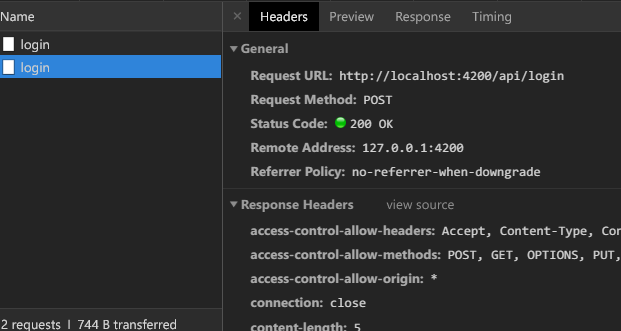 Name
login
login
2 requests | 744 B transferred
× Headers Preview Response Timing
▼ General
Request URL: http://localhost:4200/api/login
Request Method: POST
Status Code: 200 OK
Remote Address: 127.0.0.1:4200
Referrer Policy: no-referrer-when-downgrade
▼ Response Headers view source
access-control-allow-headers: Accept, Content-Type, Cor
access-control-allow-methods: POST, GET, OPTIONS, PUT,
access-control-allow-origin: *
connection: close
content-length: 5